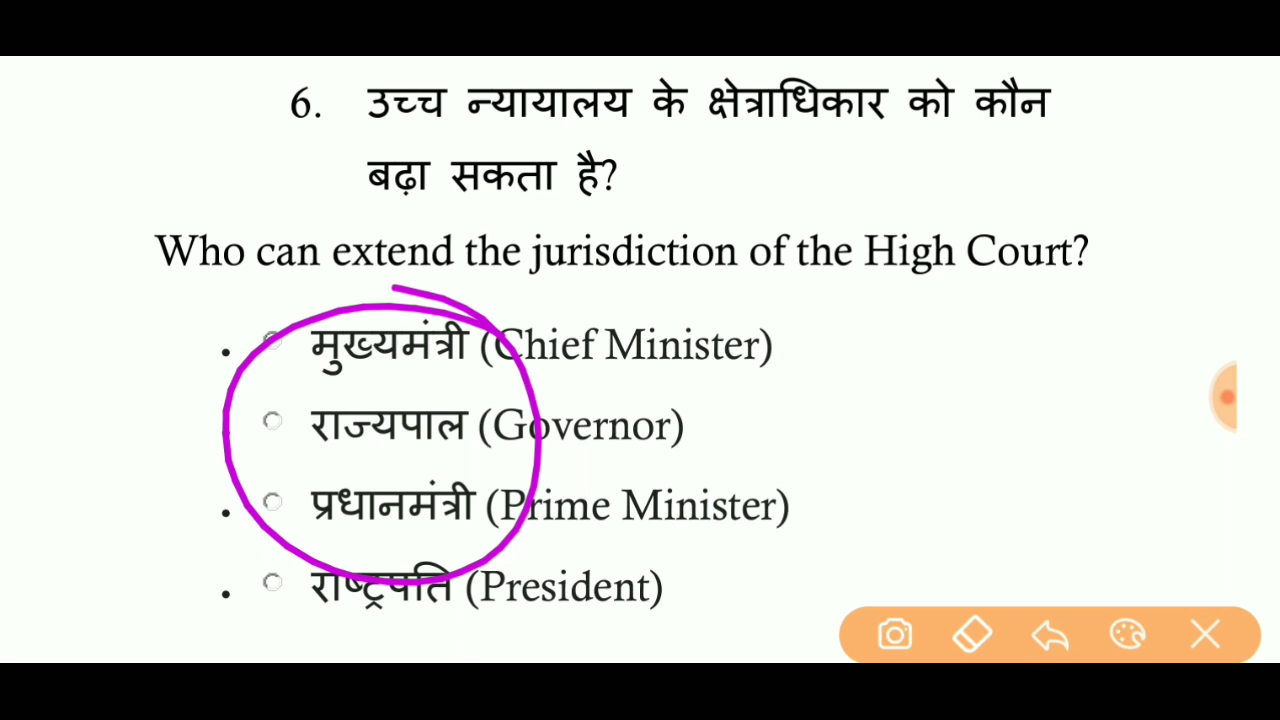 6. उच्च न्यायालय के क्षेत्राधिकार को कौन
बढ़ा सकता है?
Who can extend the jurisdiction of the High Court?
मुख्यमंत्री (Chief Minister)
राज्यपाल (Governor)
प्रधानमंत्री (Prime Minister)
राष्ट्रपति (President)